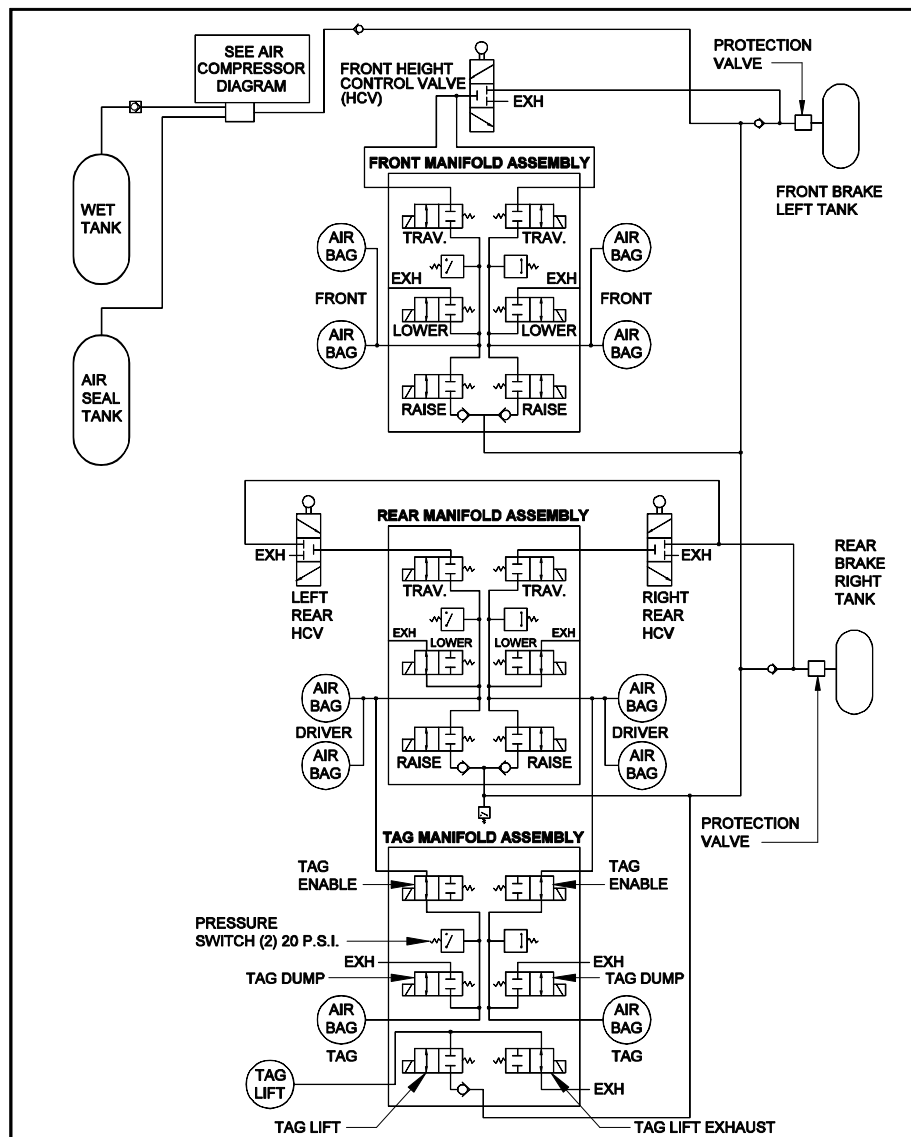 SEE AIR
COMPRESSOR
DIAGRAM
FRONT HEIGHT
CONTROL VALVE
(HCV)
EXH
PROTECTION
VALVE
WET
TANK
FRONT BRAKE
LEFT TANK
FRONT MANIFOLD ASSEMBLY
AIR
BAG
TRAV.
TRAV.
AIR
BAG
EXH
EXH
FRONT
FRONT
LOWER
LOWER
AIR
BAG
AIR
BAG
AIR
SEAL
TANK
RAISE
RAISE
REAR MANIFOLD ASSEMBLY
EXH
EXH
LEFT
REAR
HCV
TRAV.
TRAV.
RIGHT
REAR
HCV
REAR
BRAKE
RIGHT
TANK
EXH
EXH
LOWER
LOWER
AIR
BAG
AIR
BAG
DRIVER
DRIVER
AIR
BAG
AIR
BAG
RAISE
RAISE
PROTECTION
VALVE
TAG MANIFOLD ASSEMBLY
TAG
ENABLE
TAG
ENABLE
PRESSURE
SWITCH (2) 20 P.S.I.
EXH
EXH
TAG DUMP
TAG DUMP
AIR
BAG
AIR
BAG
TAG
TAG
TAG
LIFT
EXH
TAG LIFT
TAG LIFT EXHAUST